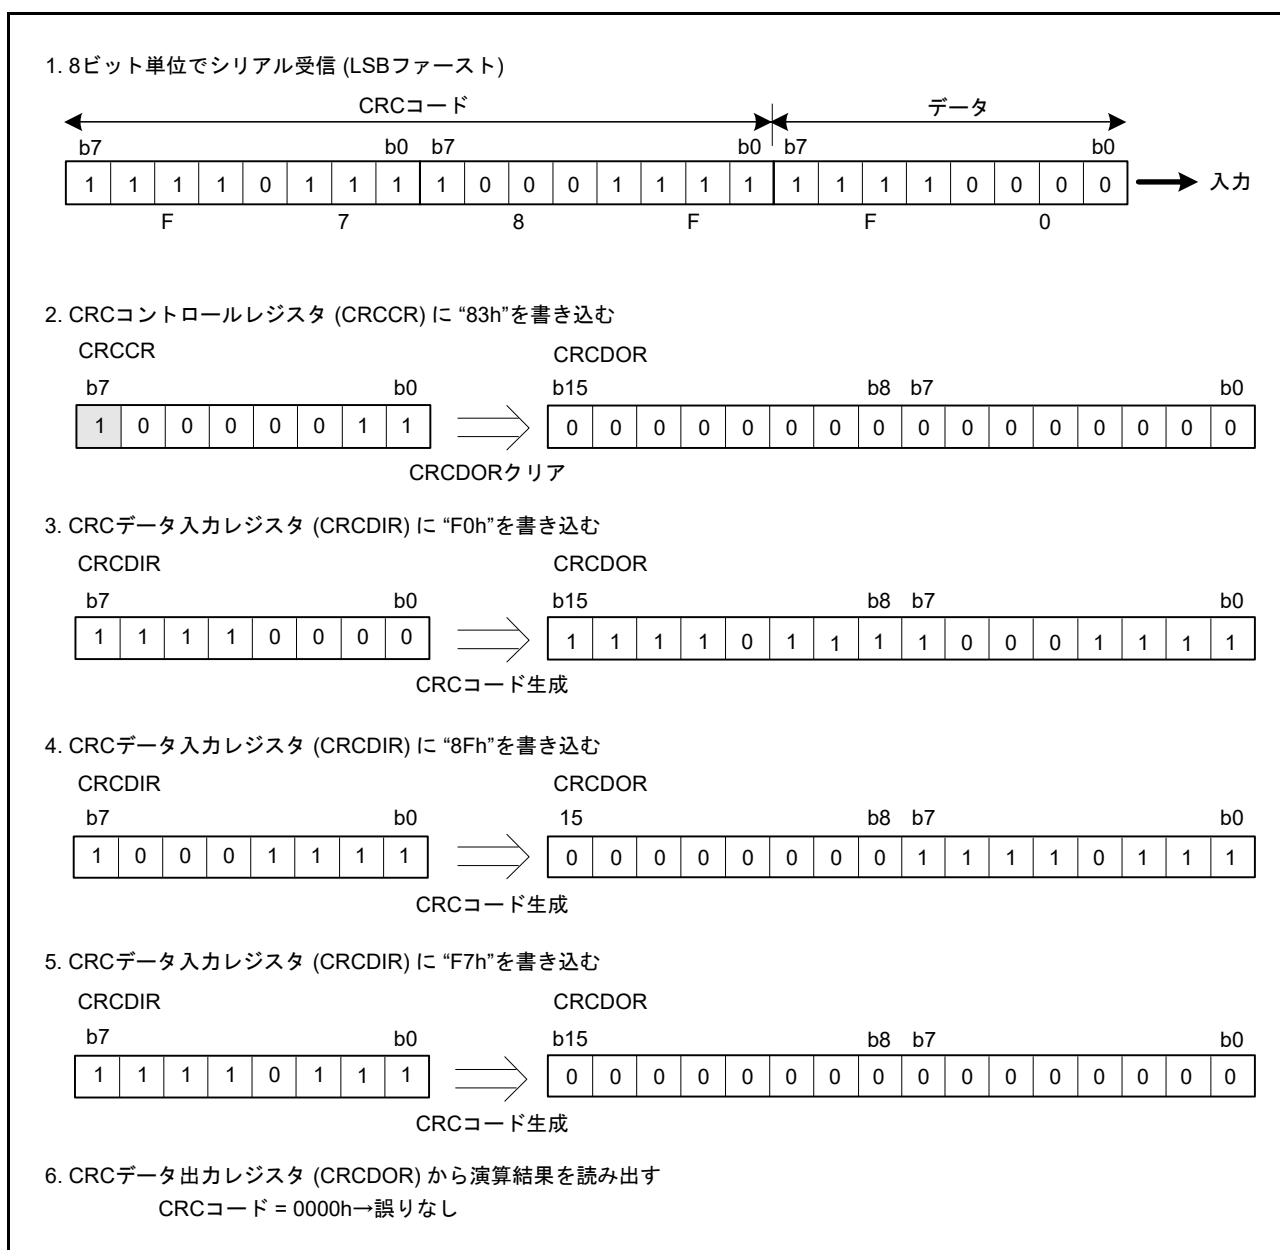 1. 8ビット単位でシリアル受信 (LSBファースト)
CRCコード データ
b7 b0 b7 b0 b7 b0
1 1 1 1 0 1 1 1 1 0 0 0 1 1 1 1 1 1 1 1 0 0 0 0 入力
F 7 8 F F 0
2. CRCコントロールレジスタ (CRCCR) に “83h”を書き込む
CRCCR CRCDOR
b7 b0 b15 b8 b7 b0
1 0 0 0 0 0 1 1 0 0 0 0 0 0 0 0 0 0 0 0 0 0 0 0
CRCDORクリア
3. CRCデータ入力レジスタ (CRCDIR) に “F0h”を書き込む
CRCDIR CRCDOR
b7 b0 b15 b8 b7 b0
1 1 1 1 0 0 0 0 1 1 1 1 0 1 1 1 1 0 0 0 1 1 1 1
CRCコード生成
4. CRCデータ入力レジスタ (CRCDIR) に “8Fh”を書き込む
CRCDIR CRCDOR
b7 b0 15 b8 b7 b0
1 0 0 0 1 1 1 1 0 0 0 0 0 0 0 0 1 1 1 1 0 1 1 1
CRCコード生成
5. CRCデータ入力レジスタ (CRCDIR) に “F7h”を書き込む
CRCDIR CRCDOR
b7 b0 b15 b8 b7 b0
1 1 1 1 0 1 1 1 0 0 0 0 0 0 0 0 0 0 0 0 0 0 0 0
CRCコード生成
6. CRCデータ出力レジスタ (CRCDOR) から演算結果を読み出す
CRCコード = 0000h→誤りなし